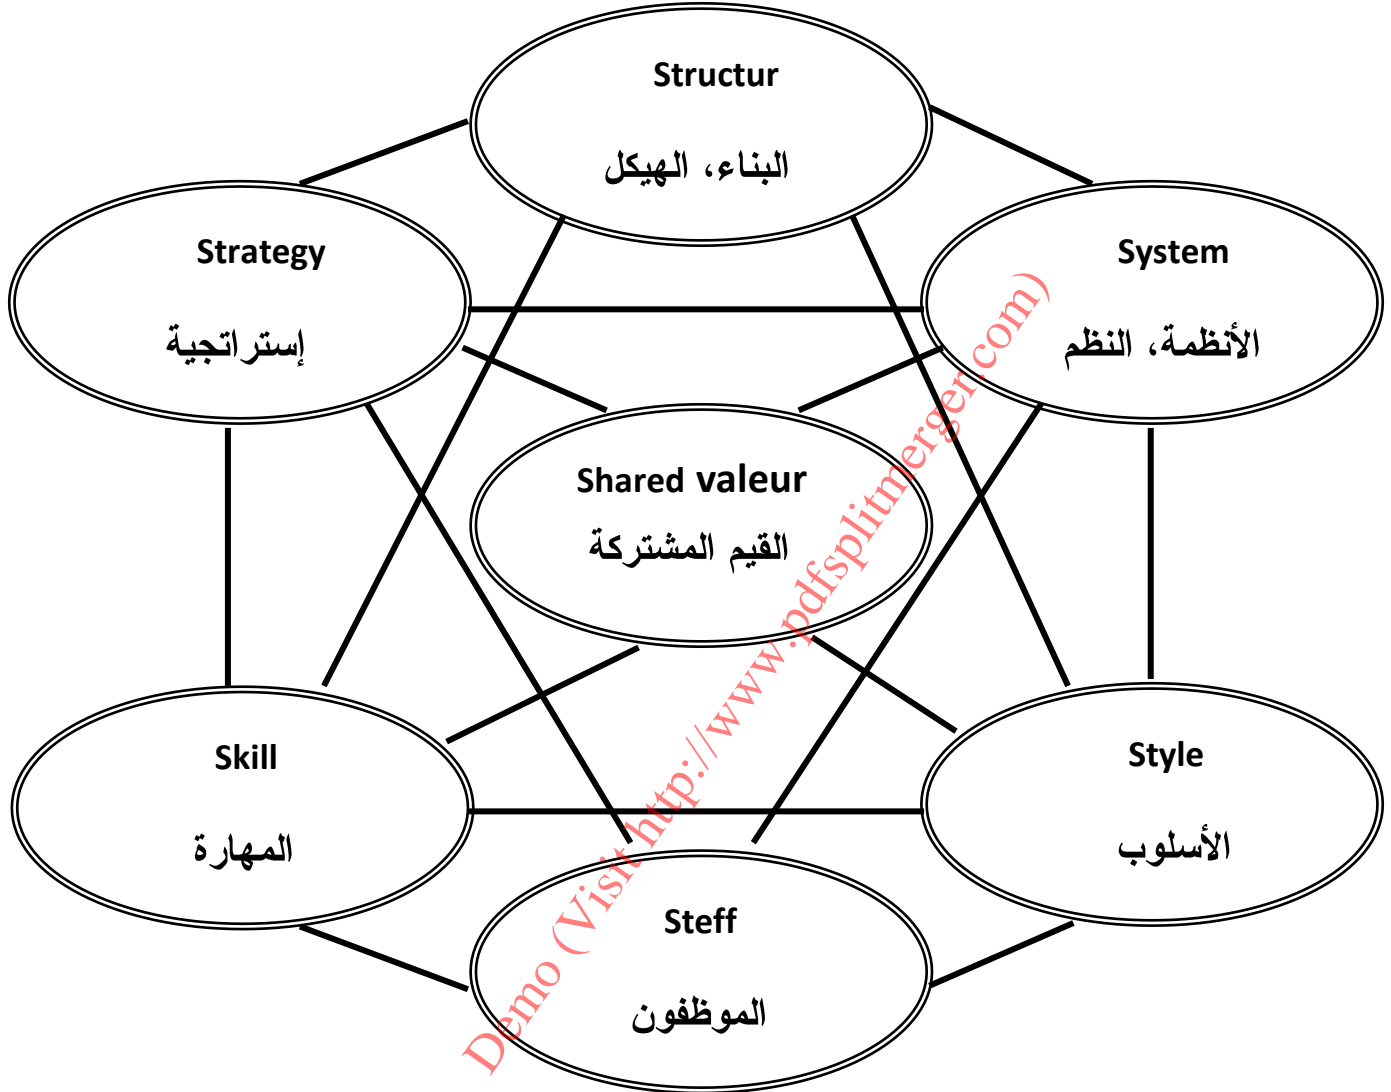 Structur
البناء، الهيكل
Strategy
إستراتجية
System
الأنظمة، النظم
Shared valeur
القيم المشتركة
Skill
المهارة
Style
الأسلوب
Steff
الموظفون
Demo (Visit http://www.pdfsplitmerger.com)